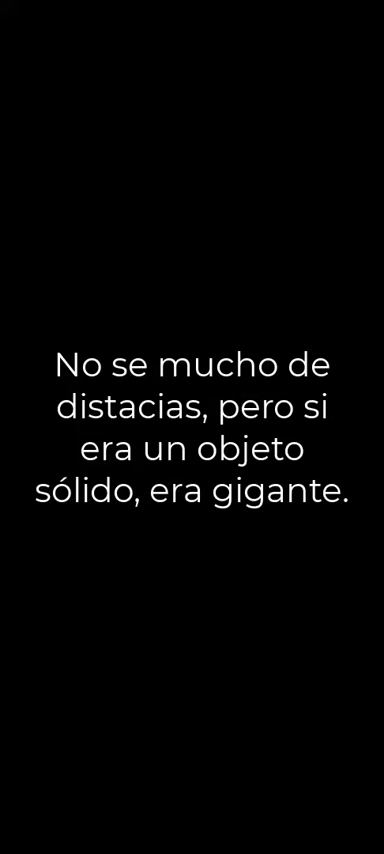 No se mucho de
distacias, pero si
era un objeto
sólido, era gigante.